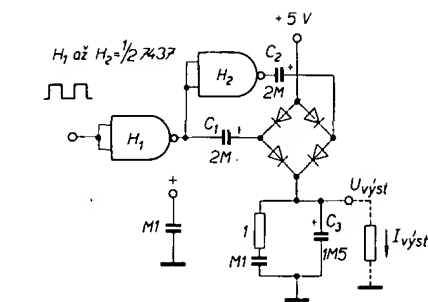 + 5 V
H₁ až H₂=1/2 7437
C₂
+
H₂
2M
C₁
+
H₁
2M
+
Uvýst
M1
1
+
C₃
Ivýst
M1
1M5